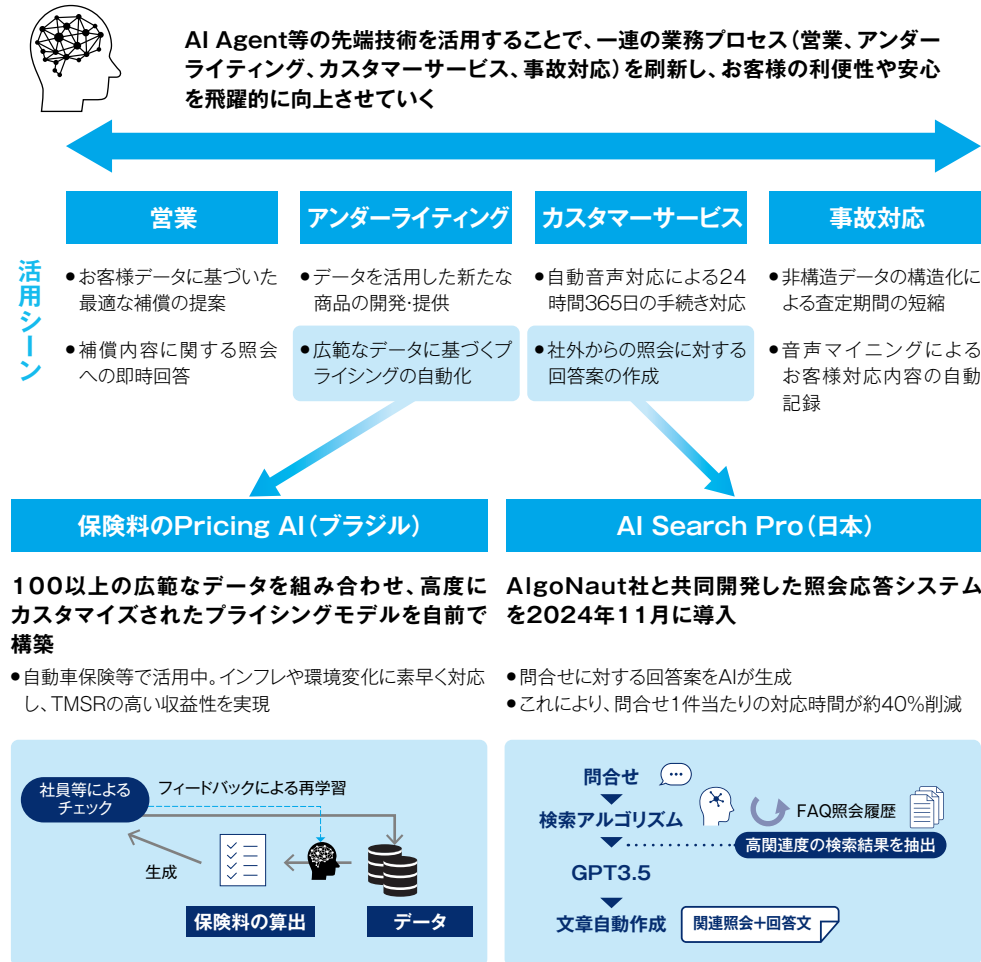 AI Agent等の先端技術を活用することで、一連の業務プロセス（営業、アンダー
ライティング、カスタマーサービス、事故対応）を刷新し、お客様の利便性や安心
を飛躍的に向上させていく
活用シーン
営業
●お客様データに基づいた
最適な補償の提案
●補償内容に関する照会
への即時回答
アンダーライティング
●データを活用した新たな
商品の開発・提供
●広範なデータに基づくプ
ライシングの自動化
カスタマーサービス
●自動音声対応による24
時間365日の手続き対応
●社外からの照会に対する
回答案の作成
事故対応
●非構造データの構造化に
よる査定期間の短縮
●音声マイニングによる
お客様対応内容の自動
記録
保険料のPricing AI（ブラジル）
100以上の広範なデータを組み合わせ、高度に
カスタマイズされたプライシングモデルを自前で
構築
●自動車保険等で活用中。インフレや環境変化に素早く対応
し、TMSRの高い収益性を実現
社員等による
チェック
フィードバックによる再学習
生成
保険料の算出
データ
AI Search Pro（日本）
AlgoNaut社と共同開発した照会応答システム
を2024年11月に導入
●問合せに対する回答案をAIが生成
●これにより、問合せ1件当たりの対応時間が約40%削減
問合せ
検索アルゴリズム
FAQ照会履歴
高関連度の検索結果を抽出
GPT3.5
文章自動作成
関連照会＋回答文